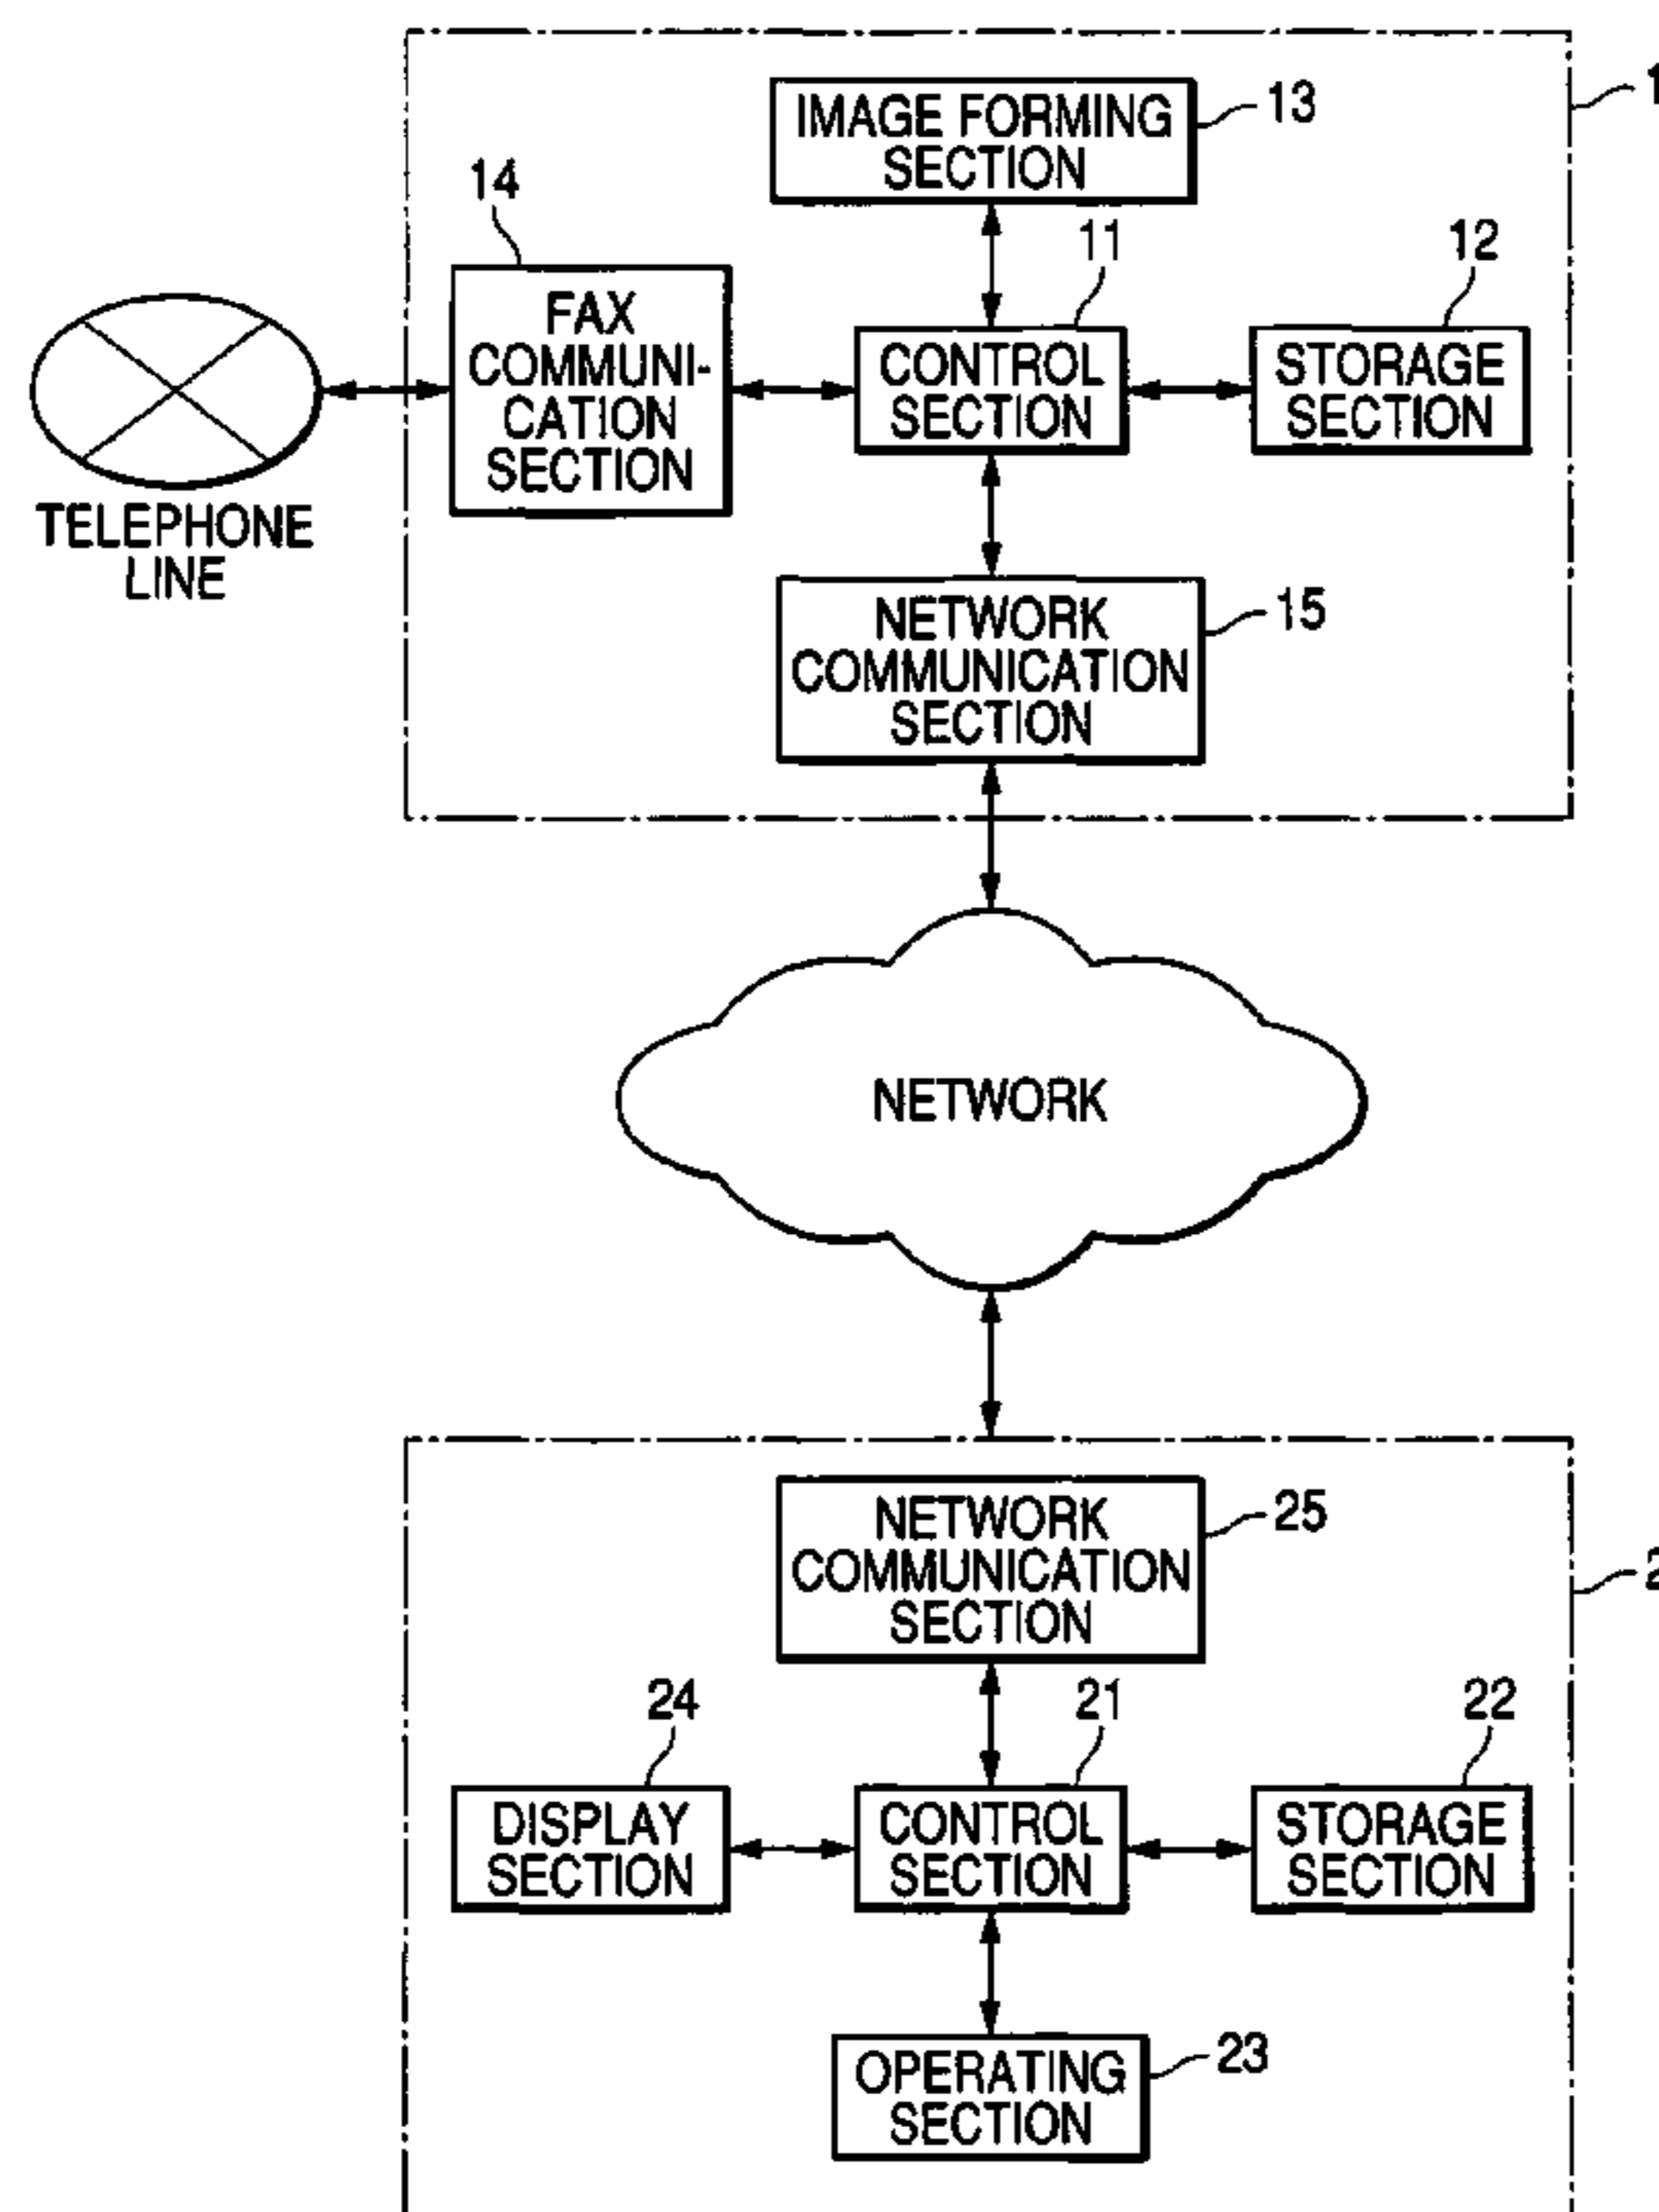 1
IMAGE FORMING
SECTION
13
14
11
12
FAX
COMMUNI-
CATION
SECTION
CONTROL
SECTION
STORAGE
SECTION
TELEPHONE
LINE
NETWORK
COMMUNICATION
SECTION
15
NETWORK
NETWORK
COMMUNICATION
SECTION
25
2
24
21
22
DISPLAY
SECTION
CONTROL
SECTION
STORAGE
SECTION
OPERATING
SECTION
23